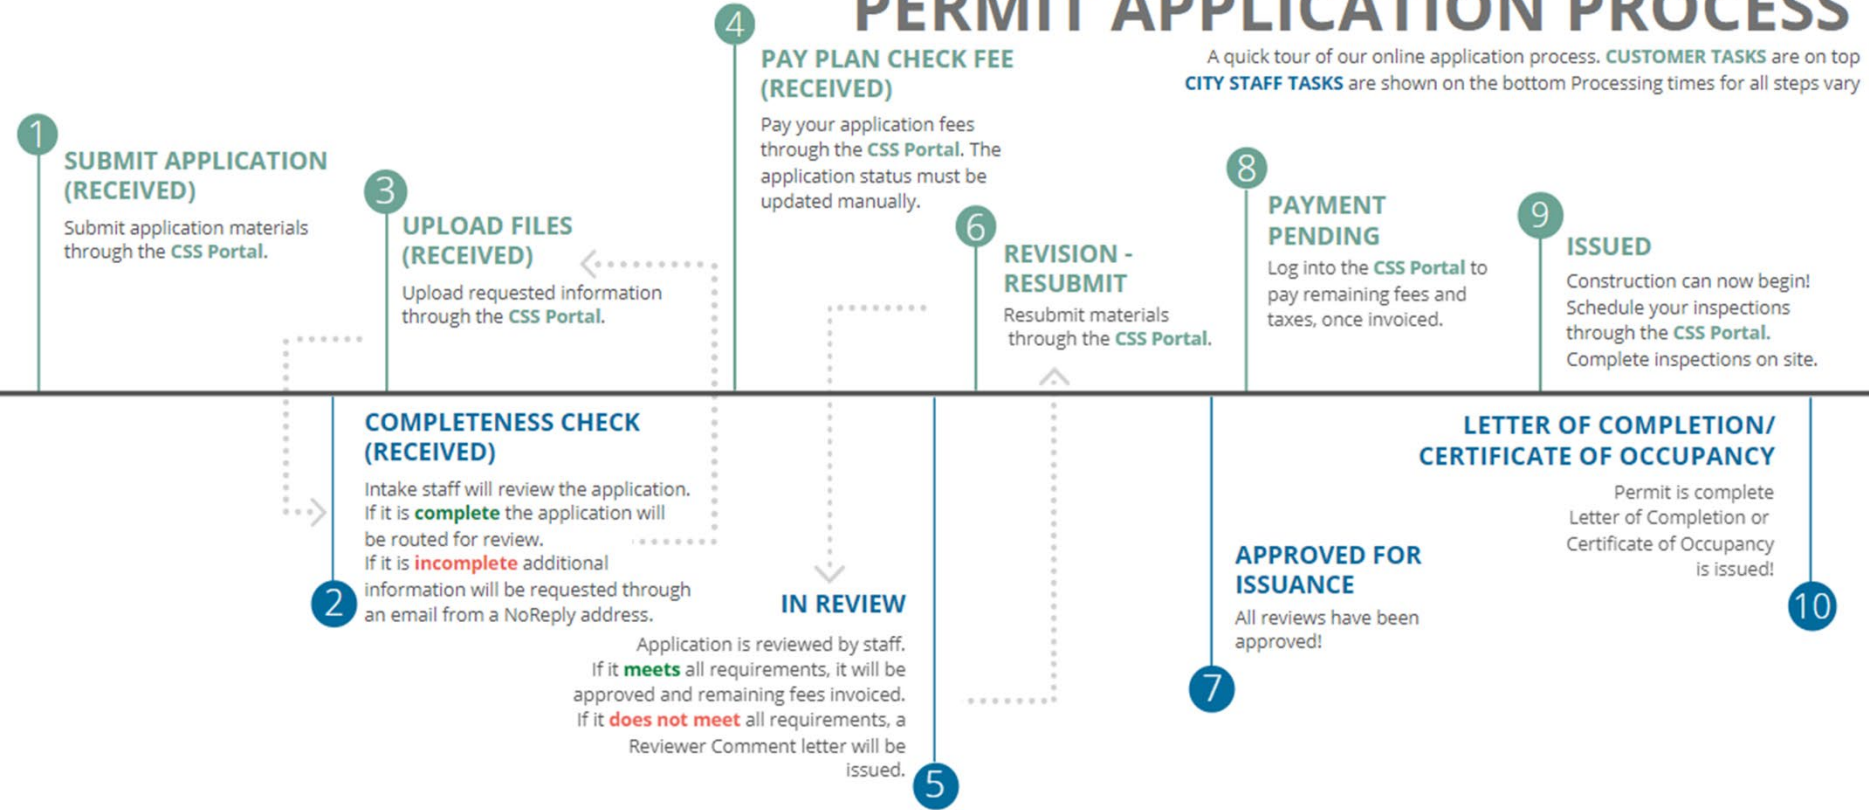 PERMIT APPLICATION PROCESS
A quick tour of our online application process. CUSTOMER TASKS are on top
CITY STAFF TASKS are shown on the bottom Processing times for all steps vary
1
SUBMIT APPLICATION
(RECEIVED)
Submit application materials
through the CSS Portal.
2
COMPLETENESS CHECK
(RECEIVED)
Intake staff will review the application.
If it is complete the application will
be routed for review.
If it is incomplete additional
information will be requested through
an email from a NoReply address.
3
UPLOAD FILES
(RECEIVED)
Upload requested information
through the CSS Portal.
4
PAY PLAN CHECK FEE
(RECEIVED)
Pay your application fees
through the CSS Portal. The
application status must be
updated manually.
5
IN REVIEW
Application is reviewed by staff.
If it meets all requirements, it will be
approved and remaining fees invoiced.
If it does not meet all requirements, a
Reviewer Comment letter will be
issued.
6
REVISION -
RESUBMIT
Resubmit materials
through the CSS Portal.
7
APPROVED FOR
ISSUANCE
All reviews have been
approved!
8
PAYMENT
PENDING
Log into the CSS Portal to
pay remaining fees and
taxes, once invoiced.
9
ISSUED
Construction can now begin!
Schedule your inspections
through the CSS Portal.
Complete inspections on site.
10
LETTER OF COMPLETION/
CERTIFICATE OF OCCUPANCY
Permit is complete
Letter of Completion or
Certificate of Occupancy
is issued!